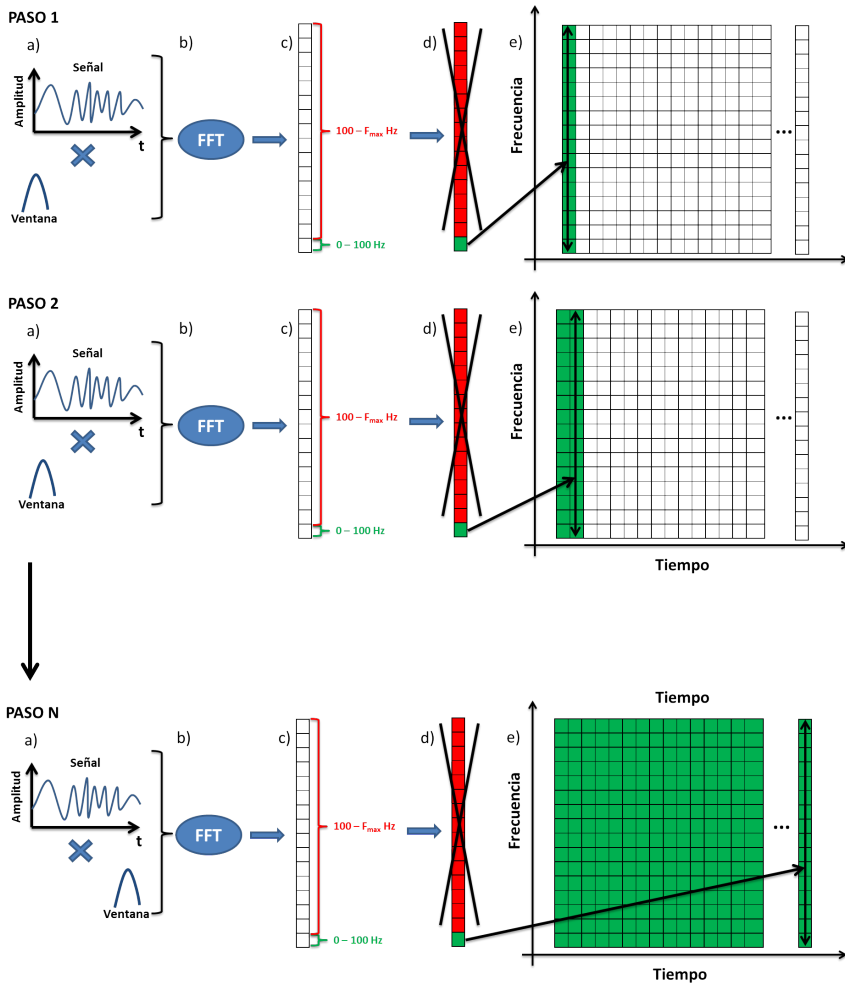 PASO 1
a)
b)
c)
d)
e)
Señal
Amplitud
t
Ventana
FFT
100 – Fmax Hz
0 – 100 Hz
Frecuencia
...
PASO 2
a)
b)
c)
d)
e)
Señal
Amplitud
t
Ventana
FFT
100 – Fmax Hz
0 – 100 Hz
Frecuencia
...
Tiempo
Tiempo
PASO N
a)
b)
c)
d)
e)
Señal
Amplitud
t
Ventana
FFT
100 – Fmax Hz
0 – 100 Hz
Frecuencia
...
Tiempo